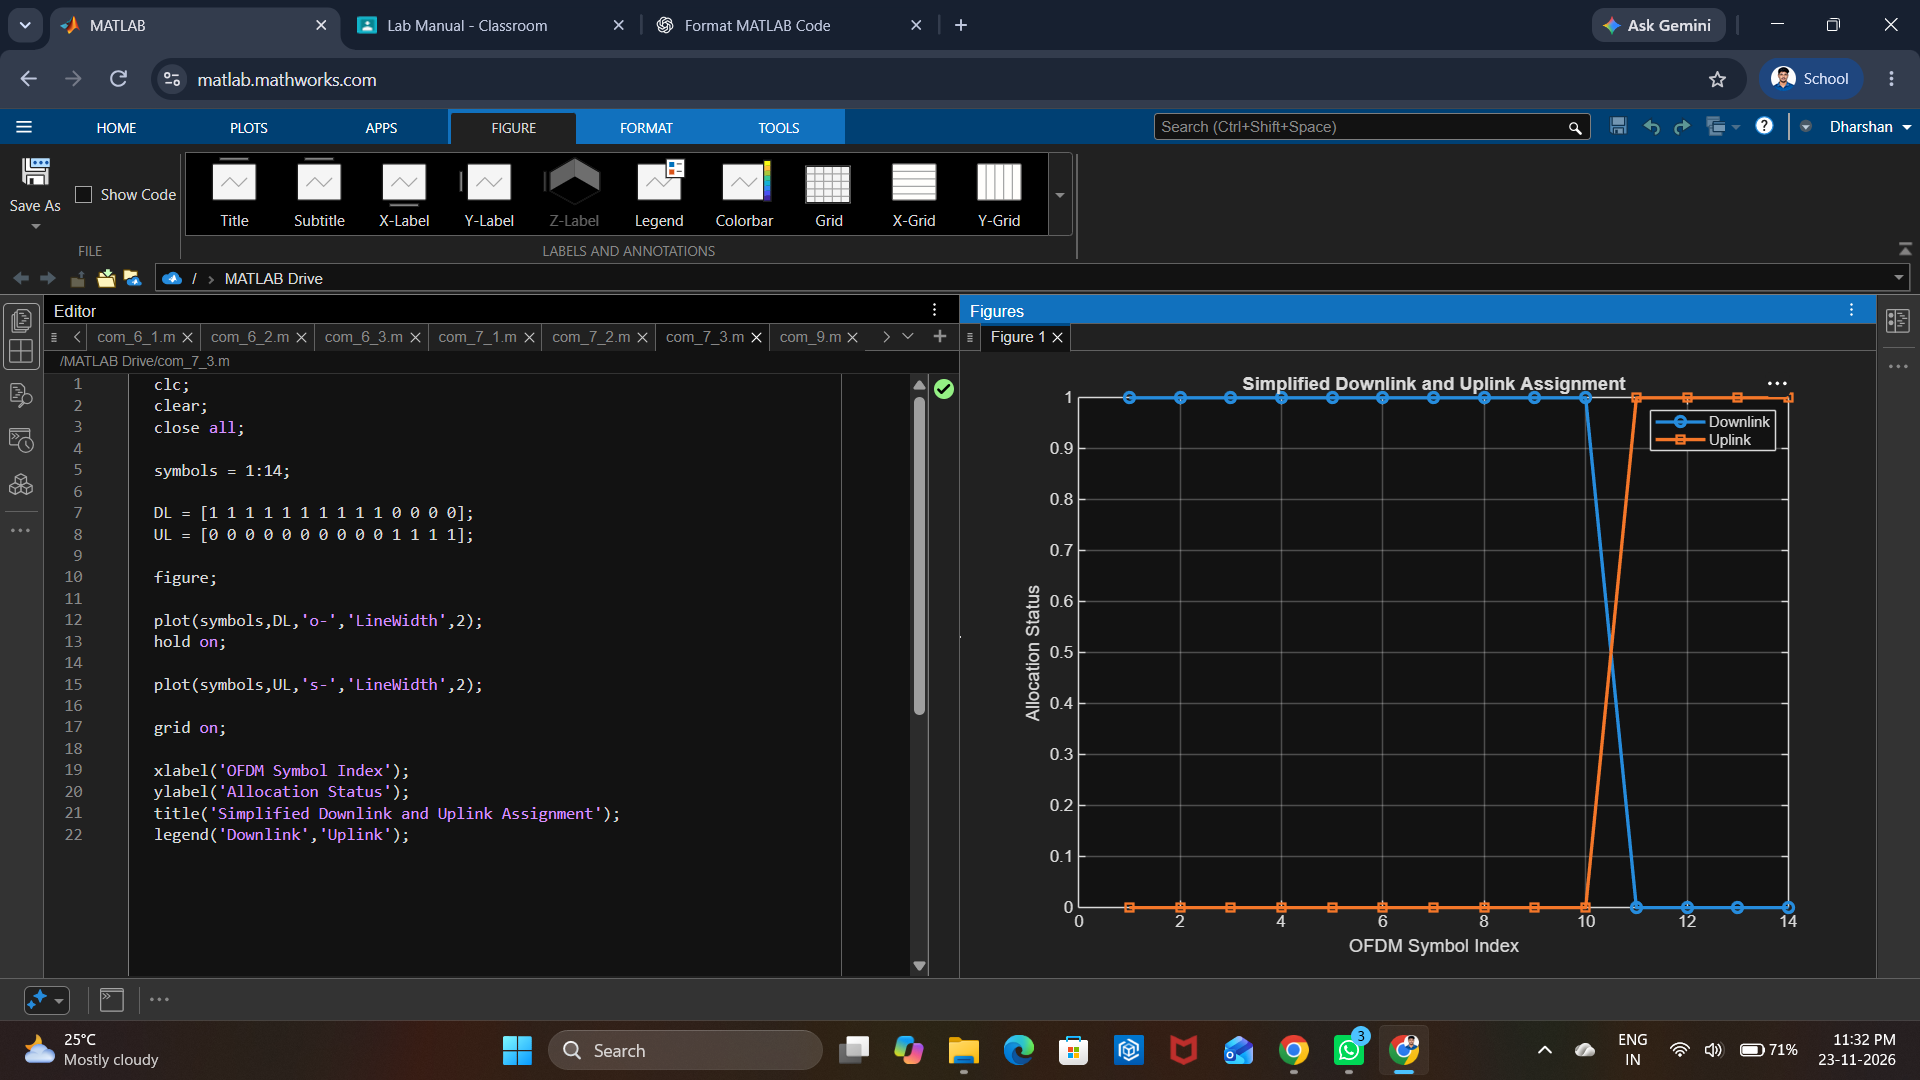 MATLAB
Lab Manual - Classroom
Format MATLAB Code
Ask Gemini
matlab.mathworks.com
School
HOME
PLOTS
APPS
FIGURE
FORMAT
TOOLS
Search (Ctrl+Shift+Space)
Dharshan
Save As
Show Code
Title
Subtitle
X-Label
Y-Label
Z-Label
Legend
Colorbar
Grid
X-Grid
Y-Grid
FILE
LABELS AND ANNOTATIONS
/ › MATLAB Drive
Editor
com_6_1.m
com_6_2.m
com_6_3.m
com_7_1.m
com_7_2.m
com_7_3.m
com_9.m
/MATLAB Drive/com_7_3.m
1 clc;
2 clear;
3 close all;
4
5 symbols = 1:14;
6
7 DL = [1 1 1 1 1 1 1 1 1 1 0 0 0 0];
8 UL = [0 0 0 0 0 0 0 0 0 0 1 1 1 1];
9
10 figure;
11
12 plot(symbols,DL,'o-','LineWidth',2);
13 hold on;
14
15 plot(symbols,UL,'s-','LineWidth',2);
16
17 grid on;
18
19 xlabel('OFDM Symbol Index');
20 ylabel('Allocation Status');
21 title('Simplified Downlink and Uplink Assignment');
22 legend('Downlink','Uplink');
Figures
Figure 1
Simplified Downlink and Uplink Assignment
Downlink
Uplink
1
0.9
0.8
0.7
0.6
0.5
0.4
0.3
0.2
0.1
0
Allocation Status
0 2 4 6 8 10 12 14
OFDM Symbol Index
25°C
Mostly cloudy
Search
3
ENG
IN
71%
11:32 PM
23-11-2026